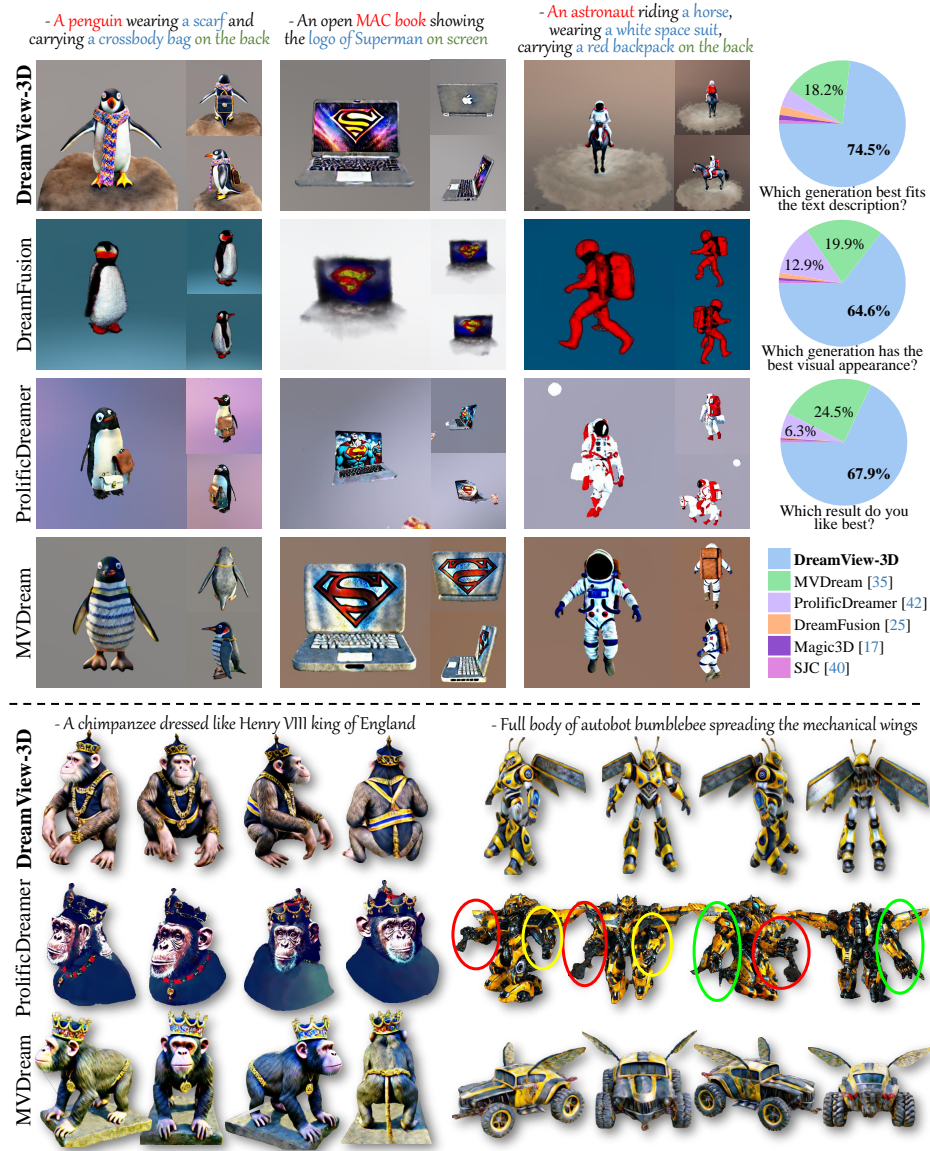 - A penguin wearing a scarf and
carrying a crossbody bag on the back
- An open MAC book showing
the logo of Superman on screen
- An astronaut riding a horse,
wearing a white space suit,
carrying a red backpack on the back
DreamView-3D
18.2%
74.5%
Which generation best fits
the text description?
DreamFusion
19.9%
12.9%
64.6%
Which generation has the
best visual appearance?
ProlificDreamer
24.5%
6.3%
67.9%
Which result do you
like best?
MVDream
DreamView-3D
MVDream [35]
ProlificDreamer [42]
DreamFusion [25]
Magic3D [17]
SJC [40]
- A chimpanzee dressed like Henry VIII king of England
- Full body of autobot bumblebee spreading the mechanical wings
DreamView-3D
ProlificDreamer
MVDream